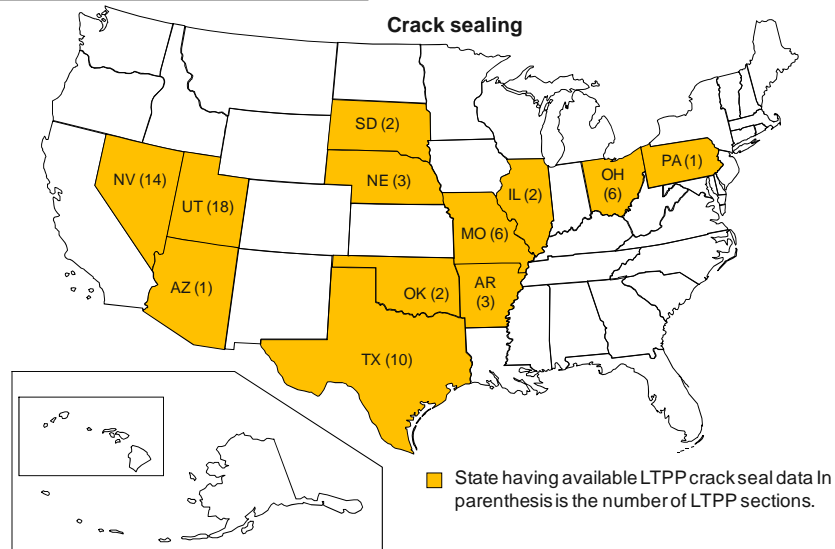 Crack sealing
SD (2)
PA (1)
NV (14)
NE (3)
OH
(6)
UT (18)
IL (2)
MO (6)
AZ (1)
OK (2)
AR
(3)
TX (10)
State having available LTPP crack seal data In
parenthesis is the number of LTPP sections.